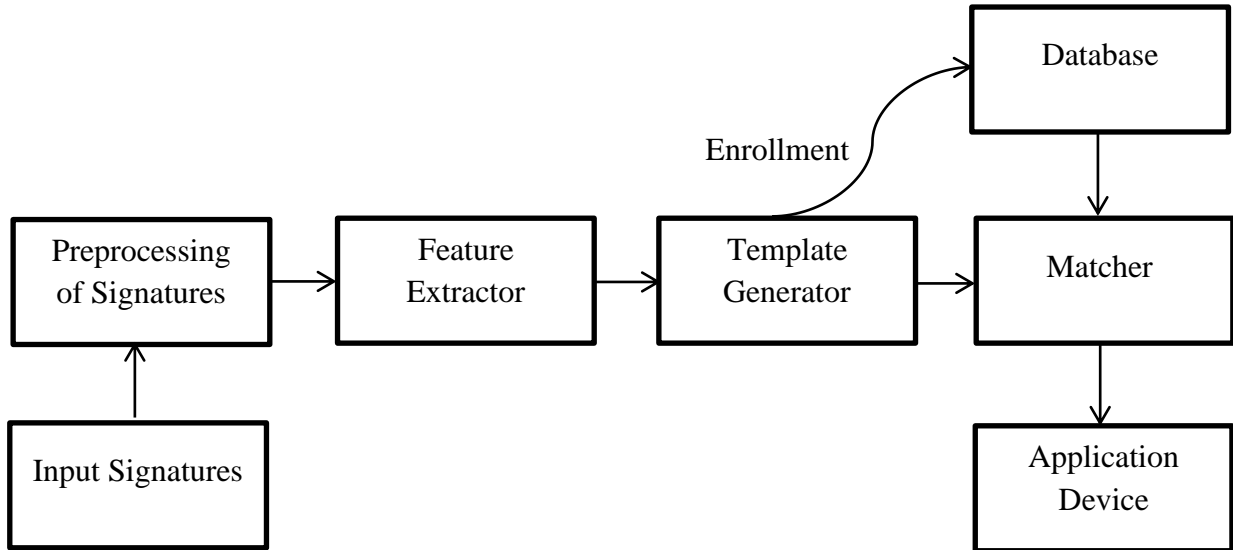 Database
Enrollment
Preprocessing
of Signatures
Feature
Extractor
Template
Generator
Matcher
Input Signatures
Application
Device